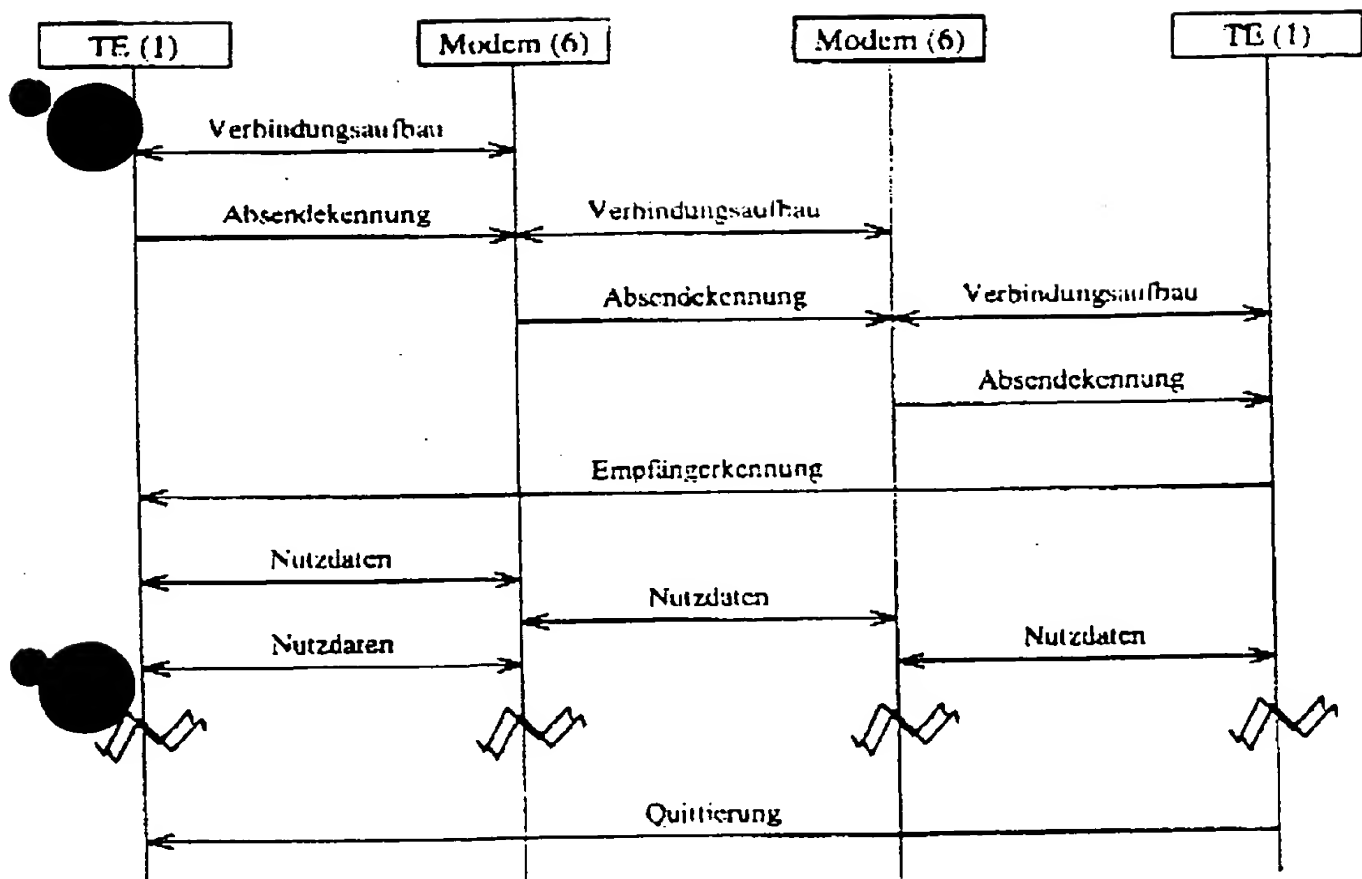 TE (1)
Modem (6)
Modem (6)
TE (1)
Verbindungsaufbau
Absendekennung
Verbindungsaufbau
Absendekennung
Verbindungsaufbau
Absendekennung
Empfängerkennung
Nutzdaten
Nutzdaten
Nutzdaren
Nutzdaten
Quittierung